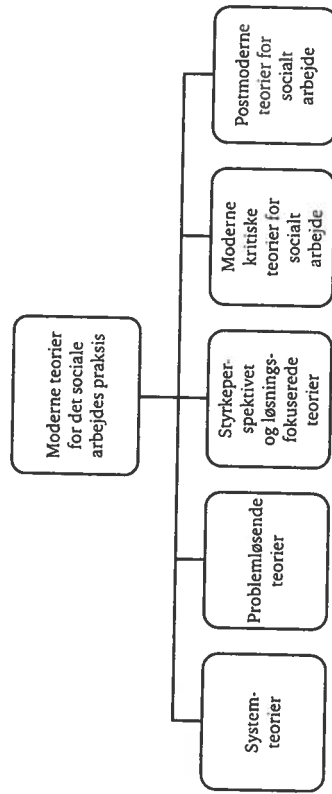 Moderne teorier
for det sociale
arbejdes praksis
System-
teorier
Problemløsende
teorier
Styrkeper-
spektivet
og løsnings-
fokuserede
teorier
Moderne
kritiske
teorier for
socialt
arbejde
Postmoderne
teorier for
socialt
arbejde